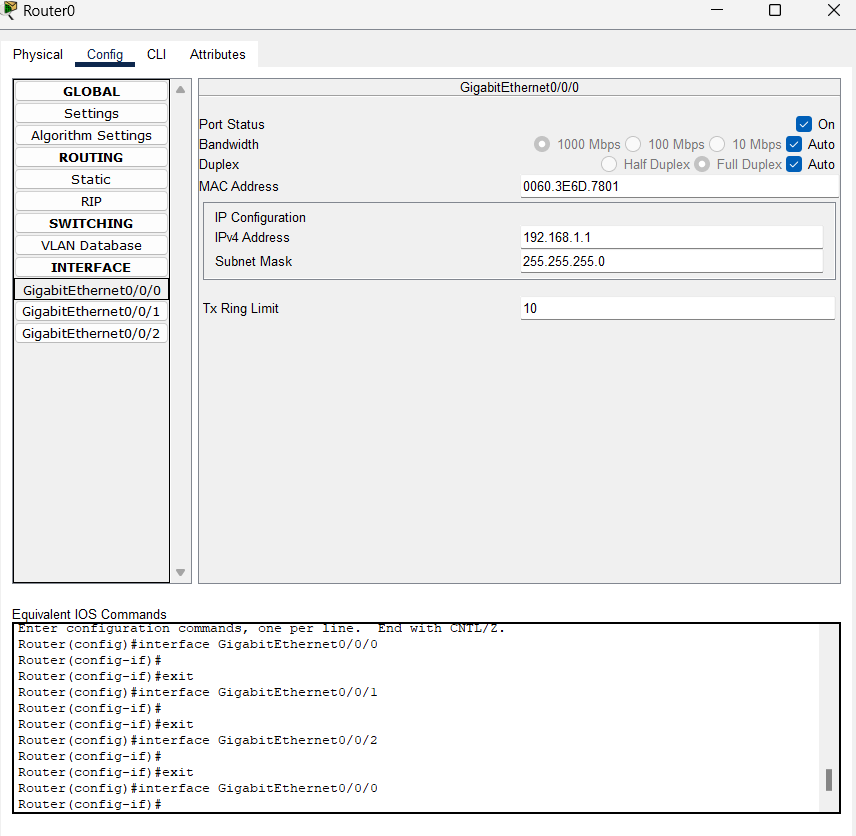 Router0
Physical Config CLI Attributes
GLOBAL
Settings
Algorithm Settings
ROUTING
Static
RIP
SWITCHING
VLAN Database
INTERFACE
GigabitEthernet0/0/0
GigabitEthernet0/0/1
GigabitEthernet0/0/2
GigabitEthernet0/0/0
Port Status On
Bandwidth 1000 Mbps 100 Mbps 10 Mbps Auto
Duplex Half Duplex Full Duplex Auto
MAC Address 0060.3E6D.7801
IP Configuration
IPv4 Address 192.168.1.1
Subnet Mask 255.255.255.0
Tx Ring Limit 10
Equivalent IOS Commands
Enter configuration commands, one per line.  End with CNTL/Z.
Router(config)#interface GigabitEthernet0/0/0
Router(config-if)#
Router(config-if)#exit
Router(config)#interface GigabitEthernet0/0/1
Router(config-if)#
Router(config-if)#exit
Router(config)#interface GigabitEthernet0/0/2
Router(config-if)#
Router(config-if)#exit
Router(config)#interface GigabitEthernet0/0/0
Router(config-if)#